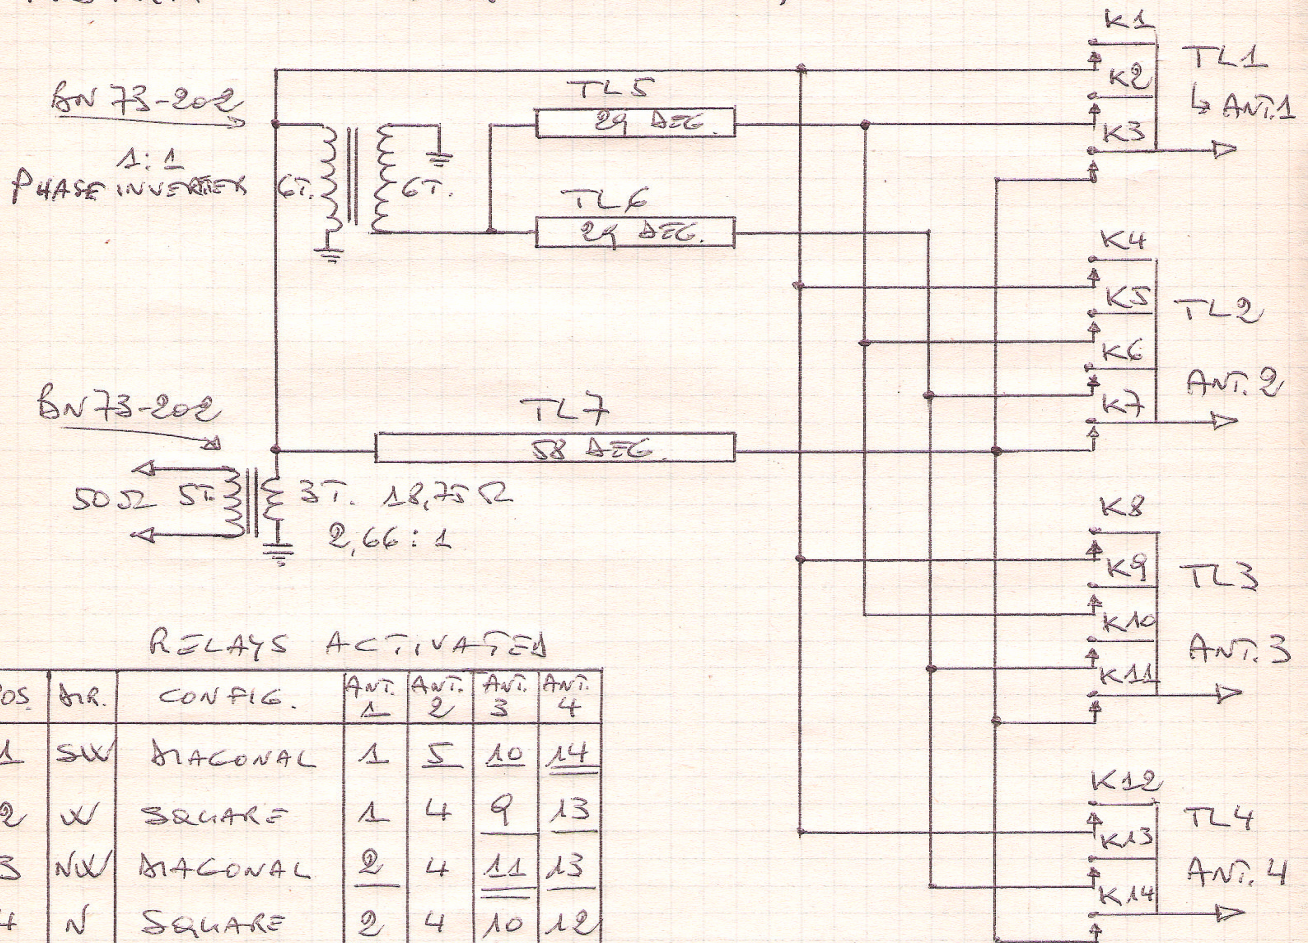 K1
TL1
K2
↳ ANT.1
K3
BN 73-202
1:1
PHASE INVERTER
6T.
6T.
TL5
29 DEG.
TL6
29 DEG.
K4
K5
TL2
K6
ANT. 2
K7
BN 73-202
TL7
58 DEG.
50Ω 5T
3T. 18,75 Ω
2,66 : 1
K8
K9
TL3
K10
ANT. 3
K11
K12
TL4
K13
ANT. 4
K14
RELAYS ACTIVATED
POS DIR. CONFIG. ANT. 1 ANT. 2 ANT. 3 ANT. 4
1 SW DIAGONAL 1 5 10 14
2 W SQUARE 1 4 9 13
3 NW DIAGONAL 2 4 11 13
4 N SQUARE 2 4 10 12